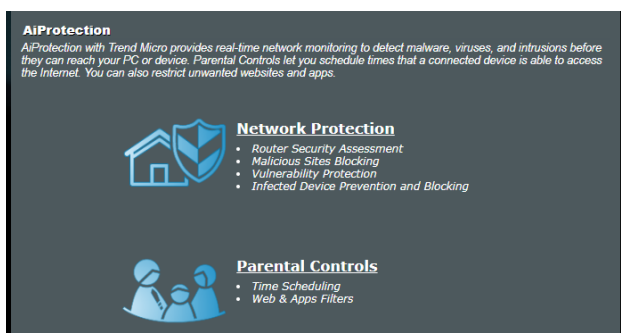 AiProtection
AiProtection with Trend Micro provides real-time network monitoring to detect malware, viruses, and intrusions before
they can reach your PC or device. Parental Controls let you schedule times that a connected device is able to access
the Internet. You can also restrict unwanted websites and apps.
Network Protection
• Router Security Assessment
• Malicious Sites Blocking
• Vulnerability Protection
• Infected Device Prevention and Blocking
Parental Controls
• Time Scheduling
• Web & Apps Filters